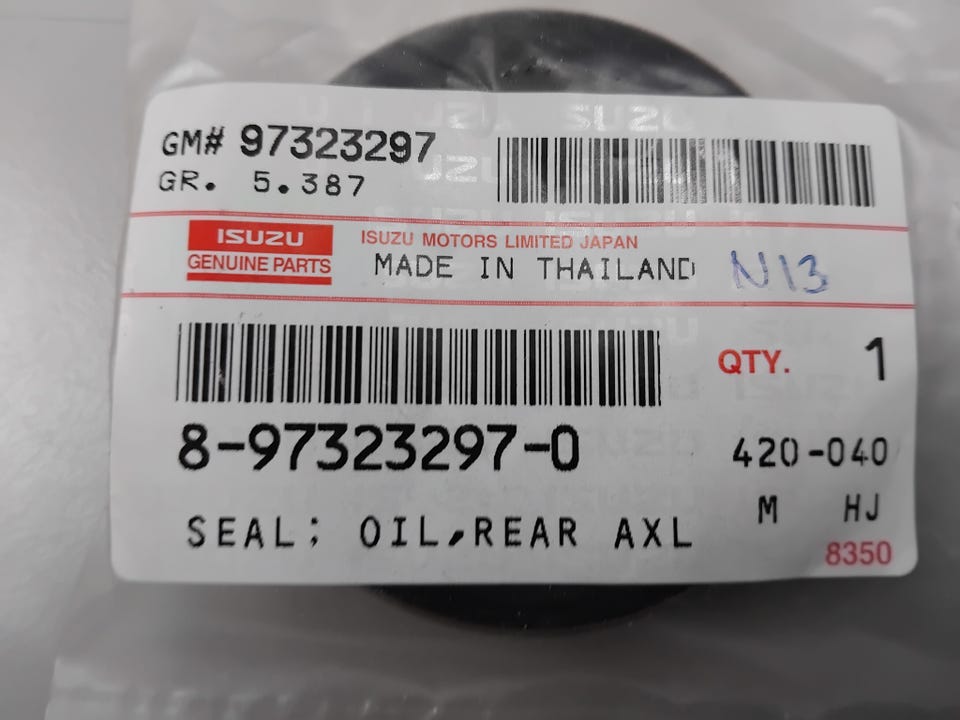 GM# 97323297
GR. 5.387
ISUZU
GENUINE PARTS
ISUZU MOTORS LIMITED JAPAN
MADE IN THAILAND
N13
QTY. 1
8-97323297-0
420-040
M HJ
SEAL; OIL,REAR AXL
8350